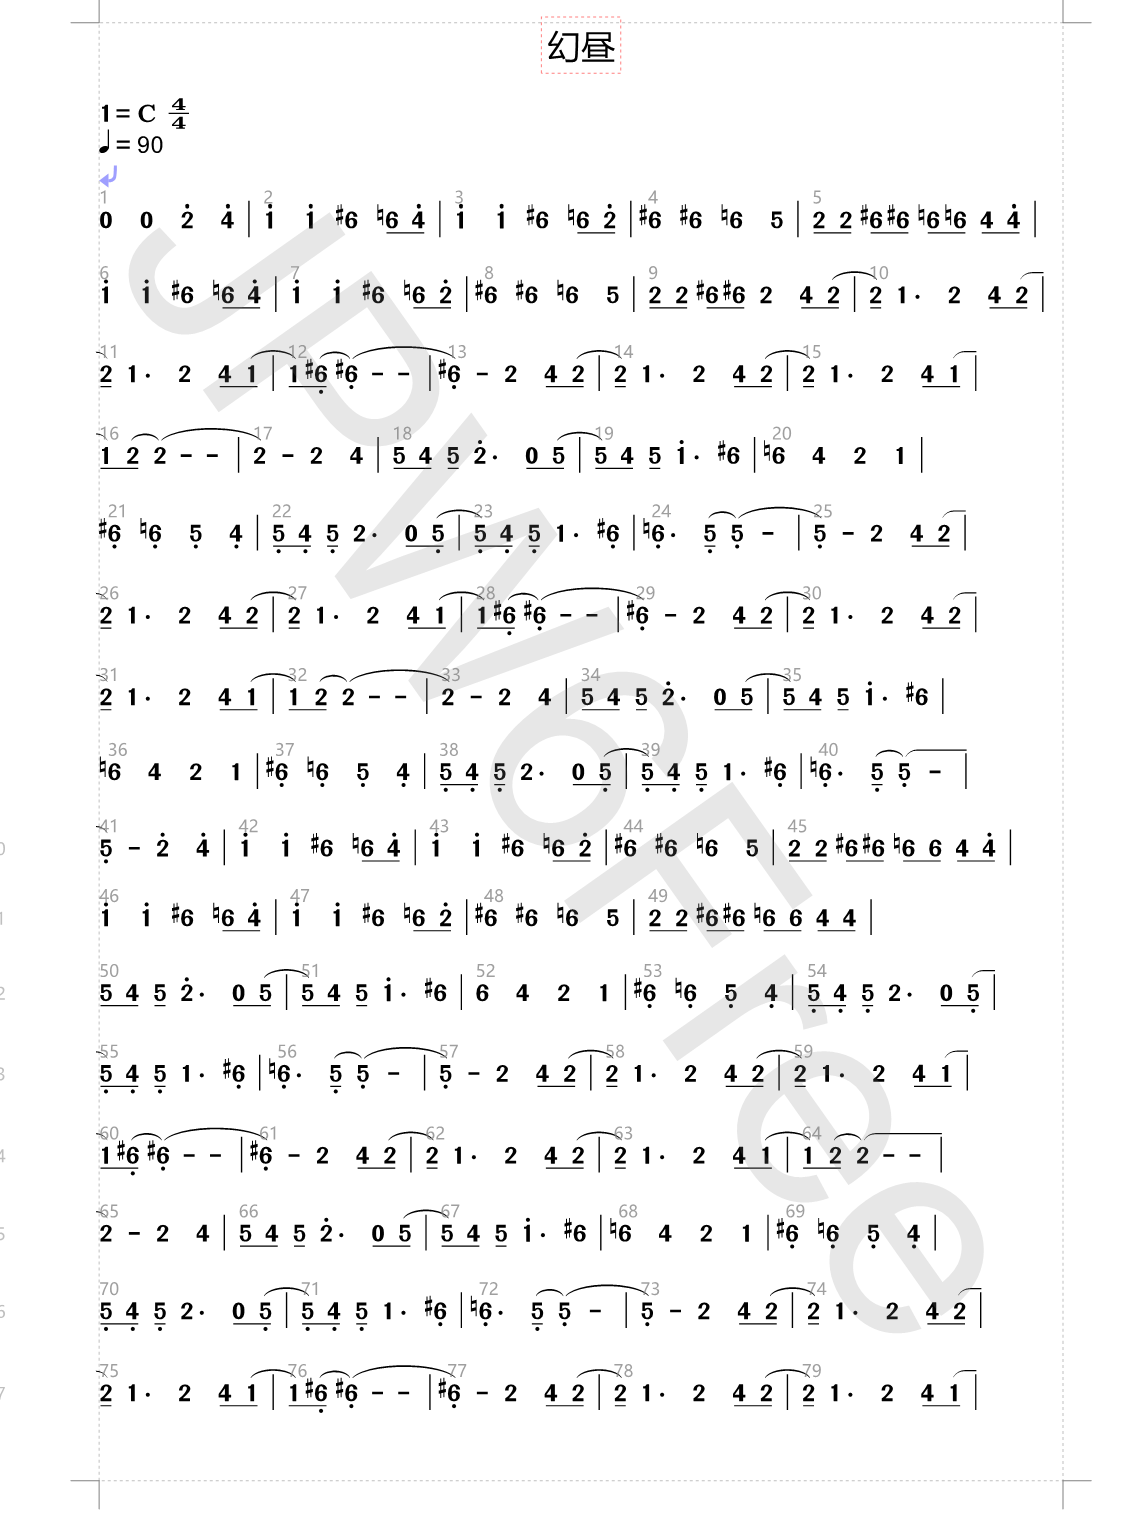 幻昼
1= C 4/4
♩= 90
1 2 3 4 5
0 0 2̇ 4̇ | 1̇ 1̇ #6 ♮6 4̇ | 1̇ 1̇ #6 ♮6 2̇ | #6 #6 ♮6 5 | 2 2 #6 #6 ♮6 ♮6 4 4̇ |
6 7 8 9 10
1̇ 1̇ #6 ♮6 4̇ | 1̇ 1̇ #6 ♮6 2̇ | #6 #6 ♮6 5 | 2 2 #6 #6 2 4 2 | 2 1· 2 4 2 |
11 12 13 14 15
2 1· 2 4 1 | 1 #6̣ #6̣ – – | #6̣ – 2 4 2 | 2 1· 2 4 2 | 2 1· 2 4 1 |
16 17 18 19 20
1 2 2 – – | 2 – 2 4 | 5 4 5 2̇· 0 5 | 5 4 5 1̇· #6 | ♮6 4 2 1 |
21 22 23 24 25
#6̣ ♮6̣ 5̣ 4̣ | 5̣ 4̣ 5̣ 2· 0 5̣ | 5̣ 4̣ 5̣ 1· #6̣ | ♮6̣· 5̣ 5̣ – | 5̣ – 2 4 2 |
26 27 28 29 30
2 1· 2 4 2 | 2 1· 2 4 1 | 1 #6̣ #6̣ – – | #6̣ – 2 4 2 | 2 1· 2 4 2 |
31 32 33 34 35
2 1· 2 4 1 | 1 2 2 – – | 2 – 2 4 | 5 4 5 2̇· 0 5 | 5 4 5 1̇· #6 |
36 37 38 39 40
♮6 4 2 1 | #6̣ ♮6̣ 5̣ 4̣ | 5̣ 4̣ 5̣ 2· 0 5̣ | 5̣ 4̣ 5̣ 1· #6̣ | ♮6̣· 5̣ 5̣ – |
41 42 43 44 45
5̣ – 2̇ 4̇ | 1̇ 1̇ #6 ♮6 4̇ | 1̇ 1̇ #6 ♮6 2̇ | #6 #6 ♮6 5 | 2 2 #6 #6 ♮6 6 4 4̇ |
46 47 48 49
1̇ 1̇ #6 ♮6 4̇ | 1̇ 1̇ #6 ♮6 2̇ | #6 #6 ♮6 5 | 2 2 #6 #6 ♮6 6 4 4 |
50 51 52 53 54
5 4 5 2̇· 0 5 | 5 4 5 1̇· #6 | 6 4 2 1 | #6̣ ♮6̣ 5̣ 4̣ | 5̣ 4̣ 5̣ 2· 0 5̣ |
55 56 57 58 59
5̣ 4̣ 5̣ 1· #6̣ | ♮6̣· 5̣ 5̣ – | 5̣ – 2 4 2 | 2 1· 2 4 2 | 2 1· 2 4 1 |
60 61 62 63 64
1 #6̣ #6̣ – – | #6̣ – 2 4 2 | 2 1· 2 4 2 | 2 1· 2 4 1 | 1 2 2 – – |
65 66 67 68 69
2 – 2 4 | 5 4 5 2̇· 0 5 | 5 4 5 1̇· #6 | ♮6 4 2 1 | #6̣ ♮6̣ 5̣ 4̣ |
70 71 72 73 74
5̣ 4̣ 5̣ 2· 0 5̣ | 5̣ 4̣ 5̣ 1· #6̣ | ♮6̣· 5̣ 5̣ – | 5̣ – 2 4 2 | 2 1· 2 4 2 |
75 76 77 78 79
2 1· 2 4 1 | 1 #6̣ #6̣ – – | #6̣ – 2 4 2 | 2 1· 2 4 2 | 2 1· 2 4 1 |
JPW6Free